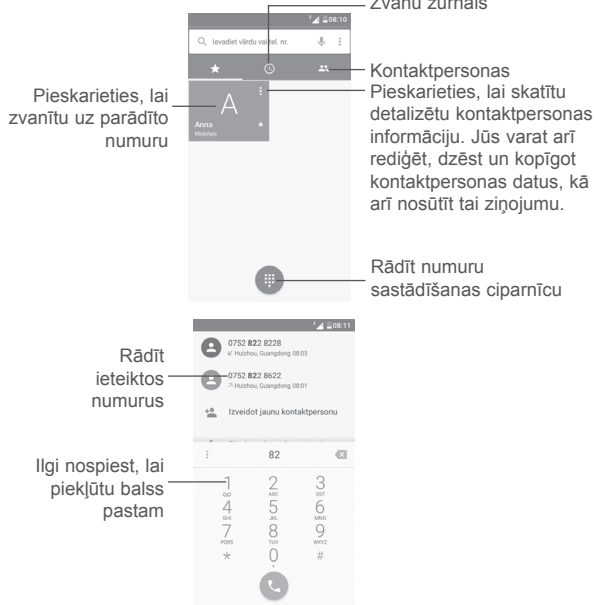 Zvanu žurnāls
08:10
Ievadiet vārdu vai tel. nr.
Kontaktpersonas
Pieskarieties, lai skatītu
detalizētu kontaktpersonas
informāciju. Jūs varat arī
rediģēt, dzēst un kopīgot
kontaktpersonas datus, kā
arī nosūtīt tai ziņojumu.
Pieskarieties, lai
zvanītu uz parādīto
numuru
A
Anna
Mobilais
Rādīt numuru
sastādīšanas ciparnīcu
08:11
0752 822 8228
Huizhou, Guangdong 08:03
Rādīt
ieteiktos
numurus
0752 822 8622
Huizhou, Guangdong 08:01
Izveidot jaunu kontaktpersonu
82
Ilgi nospiest, lai
piekļūtu balss
pastam
1 2 3
ABC DEF
4 5 6
GHI JKL MNO
7 8 9
PQRS TUV WXYZ
* 0 #
+